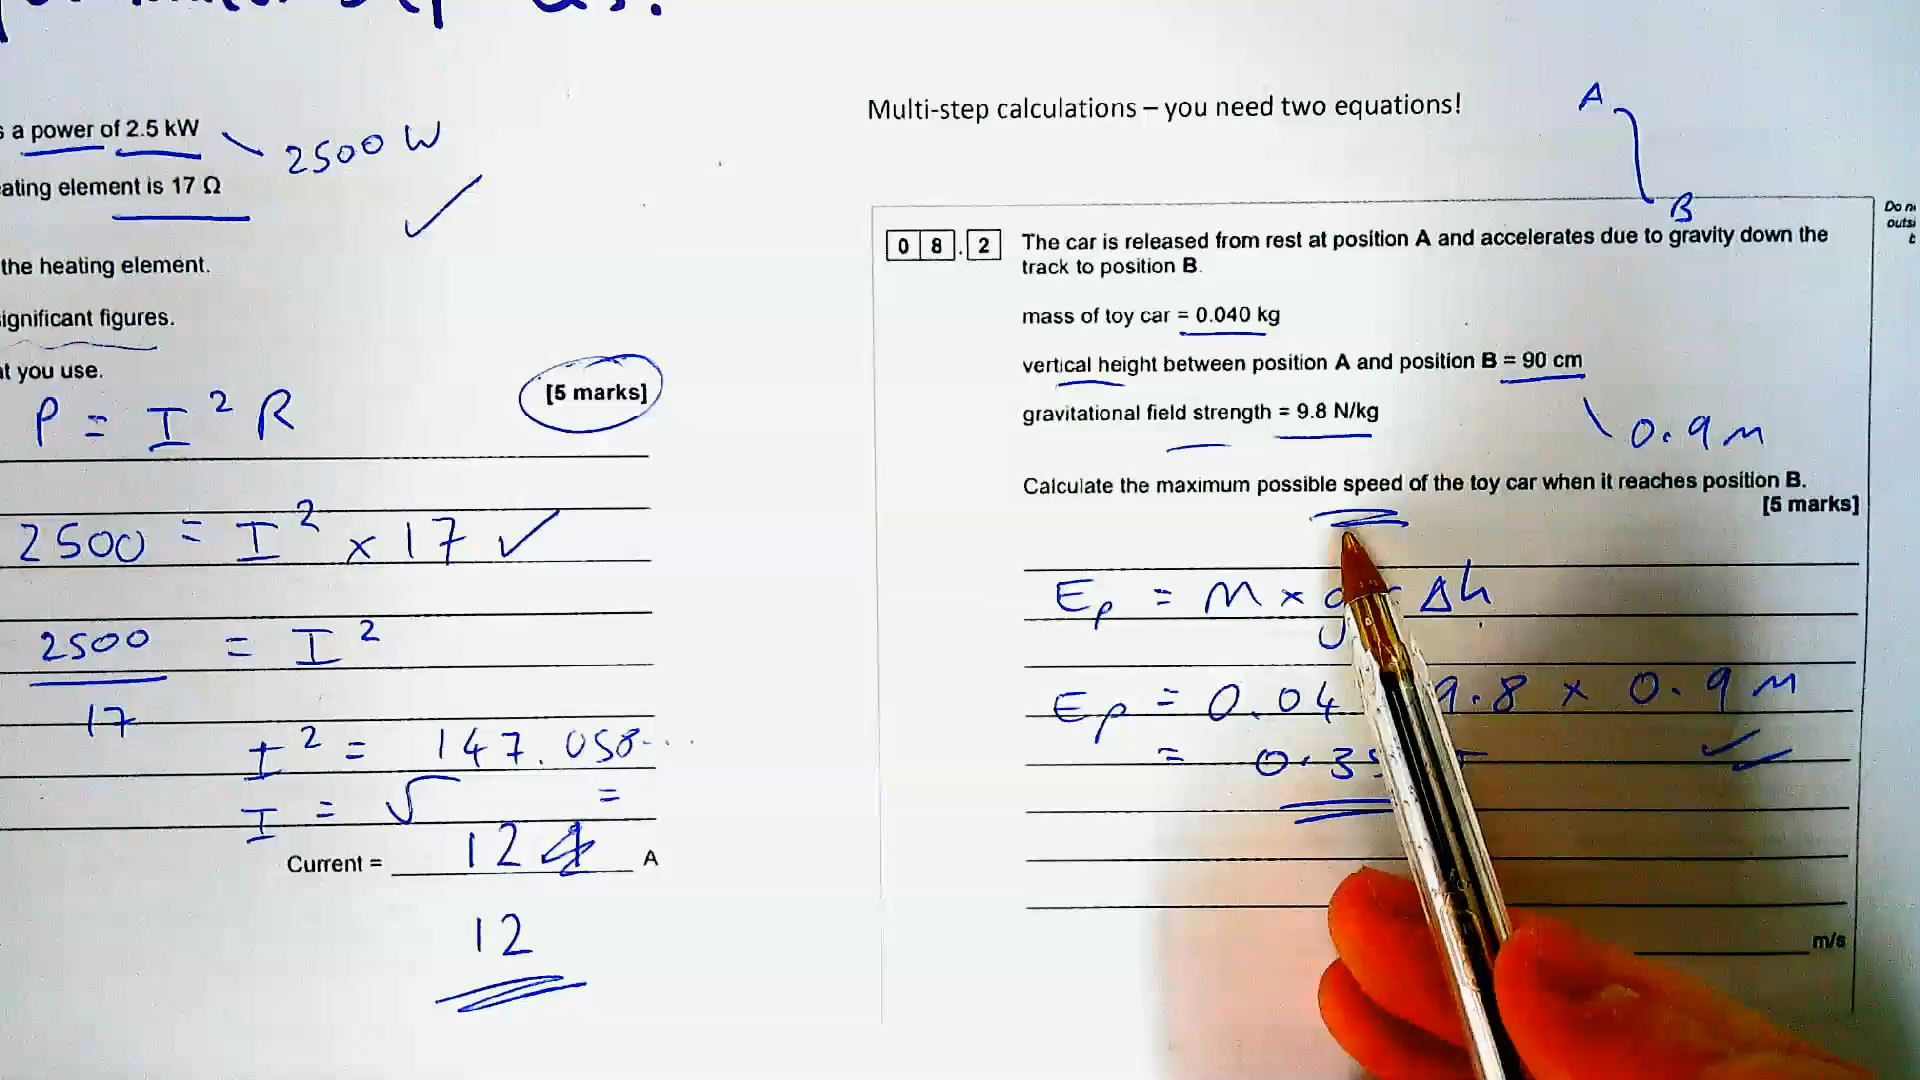 s a power of 2.5 kW
2500 W
ating element is 17 Ω
the heating element.
ignificant figures.
at you use.
[5 marks]
P = I² R
2500 = I² × 17 ✓
2500 = I²
17
I² = 147.058...
I = √ =
Current = 12 A
12
Multi-step calculations – you need two equations!
A
B
Do n
outsi
b
08.2 The car is released from rest at position A and accelerates due to gravity down the
track to position B.
mass of toy car = 0.040 kg
vertical height between position A and position B = 90 cm
gravitational field strength = 9.8 N/kg
0.9 m
Calculate the maximum possible speed of the toy car when it reaches position B.
[5 marks]
Ep = m × g Δh
Ep = 0.04 9.8 × 0.9 m
= 0.35
m/s